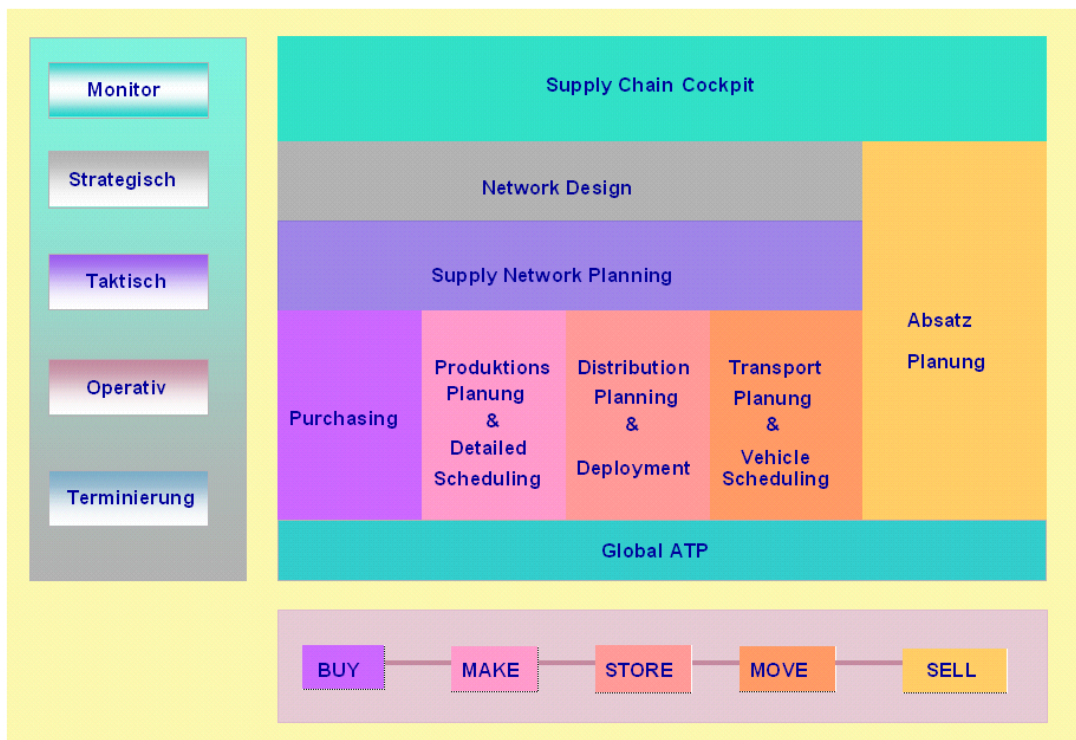 Monitor
Strategisch
Taktisch
Operativ
Terminierung
Supply Chain Cockpit
Network Design
Supply Network Planning
Purchasing
Produktions
Planung
&
Detailed
Scheduling
Distribution
Planning
&
Deployment
Transport
Planung
&
Vehicle
Scheduling
Absatz
Planung
Global ATP
BUY
MAKE
STORE
MOVE
SELL